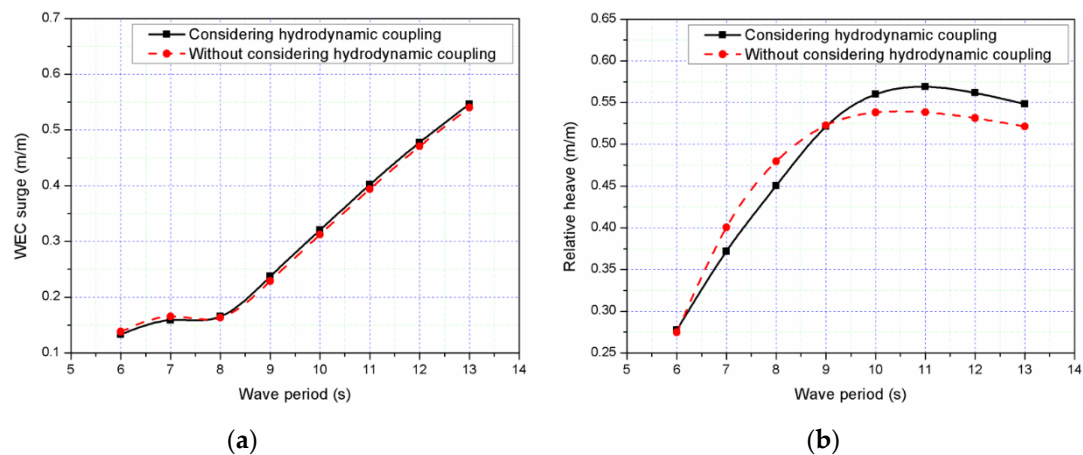 Considering hydrodynamic coupling
Without considering hydrodynamic coupling
0.7
0.6
0.5
0.4
0.3
0.2
0.1
WEC surge (m/m)
5 6 7 8 9 10 11 12 13 14
Wave period (s)
(a)
Considering hydrodynamic coupling
Without considering hydrodynamic coupling
0.65
0.60
0.55
0.50
0.45
0.40
0.35
0.30
0.25
Relative heave (m/m)
5 6 7 8 9 10 11 12 13 14
Wave period (s)
(b)